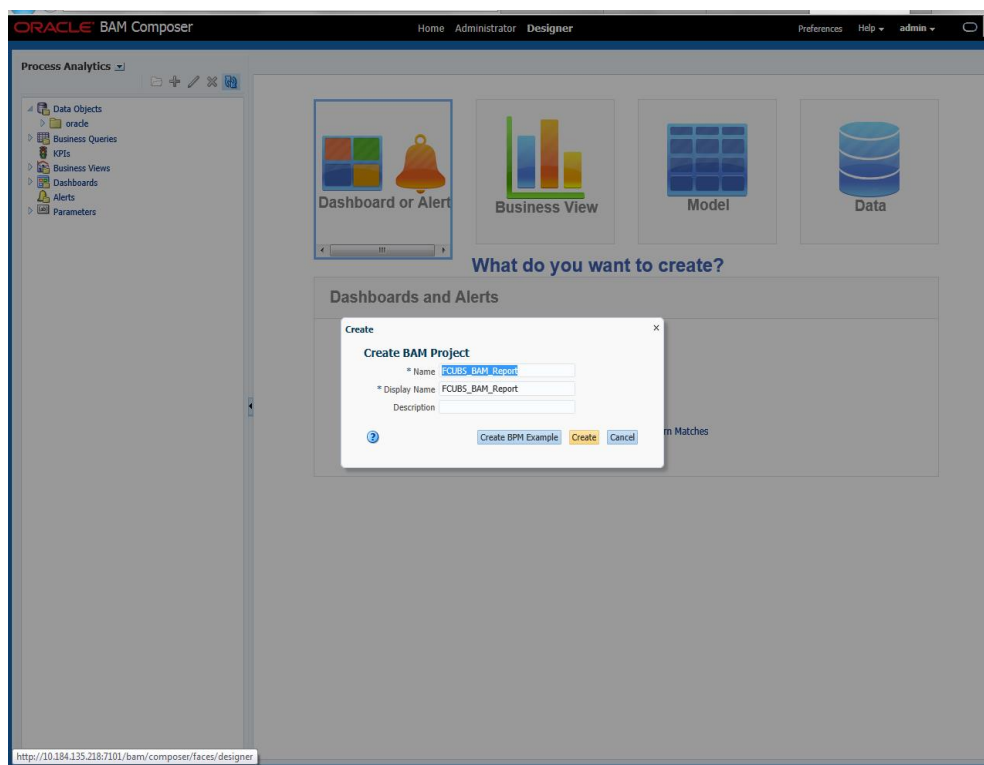 ORACLE BAM Composer
Home Administrator Designer
Preferences Help admin
Process Analytics
Data Objects
oracle
Business Queries
KPIs
Business Views
Dashboards
Alerts
Parameters
Dashboard or Alert
Business View
Model
Data
What do you want to create?
Dashboards and Alerts
Create
Create BAM Project
* Name FCUBS_BAM_Report
* Display Name FCUBS_BAM_Report
Description
Create BPM Example Create Cancel
Matches
http://10.184.135.218:7101/bam/composer/faces/designer